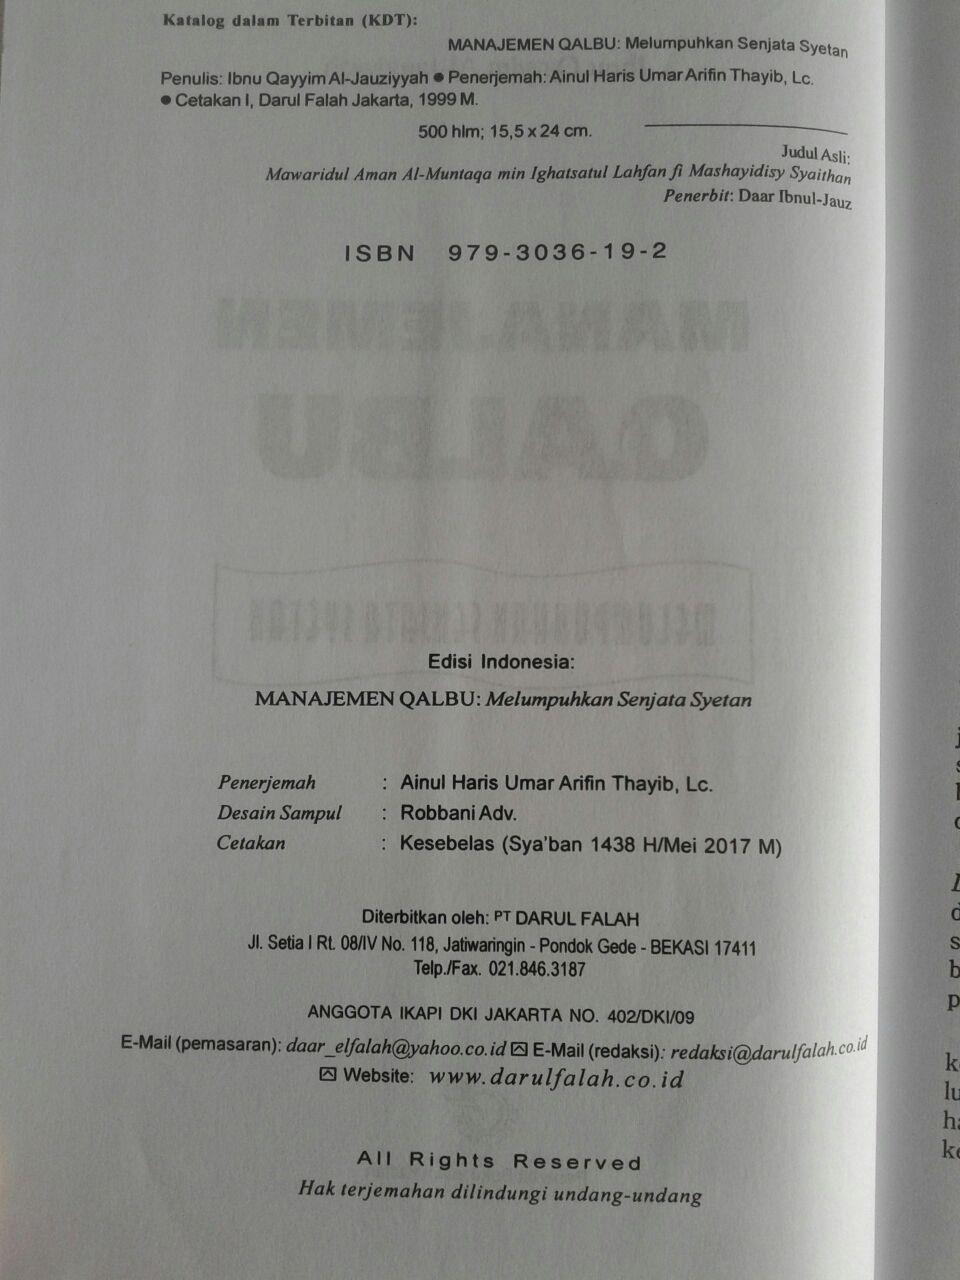 Katalog dalam Terbitan (KDT):
MANAJEMEN QALBU: Melumpuhkan Senjata Syetan
Penulis: Ibnu Qayyim Al-Jauziyyah ● Penerjemah: Ainul Haris Umar Arifin Thayib, Lc.
● Cetakan I, Darul Falah Jakarta, 1999 M.
500 hlm; 15,5 x 24 cm.
Judul Asli:
Mawaridul Aman Al-Muntaqa min Ighatsatul Lahfan fi Mashayidisy Syaithan
Penerbit: Daar Ibnul-Jauz
ISBN 979-3036-19-2
MANAJEMEN
QALBU
MELUMPUHKAN SENJATA SYETAN
Edisi Indonesia:
MANAJEMEN QALBU: Melumpuhkan Senjata Syetan
Penerjemah : Ainul Haris Umar Arifin Thayib, Lc.
Desain Sampul : Robbani Adv.
Cetakan : Kesebelas (Sya'ban 1438 H/Mei 2017 M)
Diterbitkan oleh: PT DARUL FALAH
Jl. Setia I Rt. 08/IV No. 118, Jatiwaringin - Pondok Gede - BEKASI 17411
Telp./Fax. 021.846.3187
ANGGOTA IKAPI DKI JAKARTA NO. 402/DKI/09
E-Mail (pemasaran): daar_elfalah@yahoo.co.id E-Mail (redaksi): redaksi@darulfalah.co.id
Website: www.darulfalah.co.id
All Rights Reserved
Hak terjemahan dilindungi undang-undang